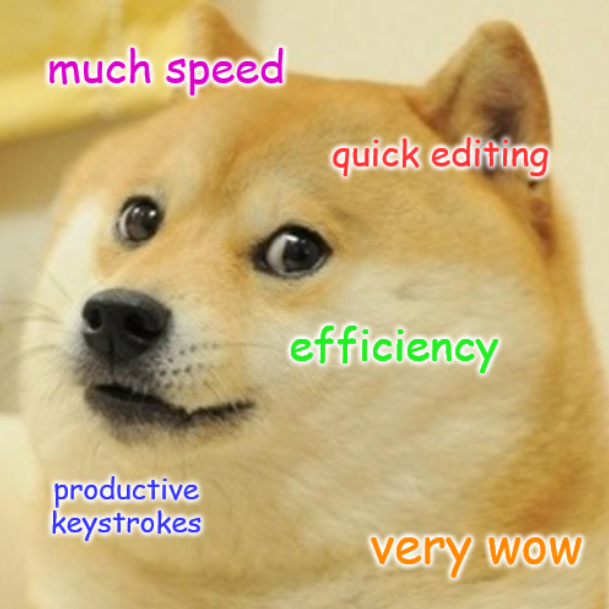 much speed
quick editing
efficiency
productive
keystrokes
very wow